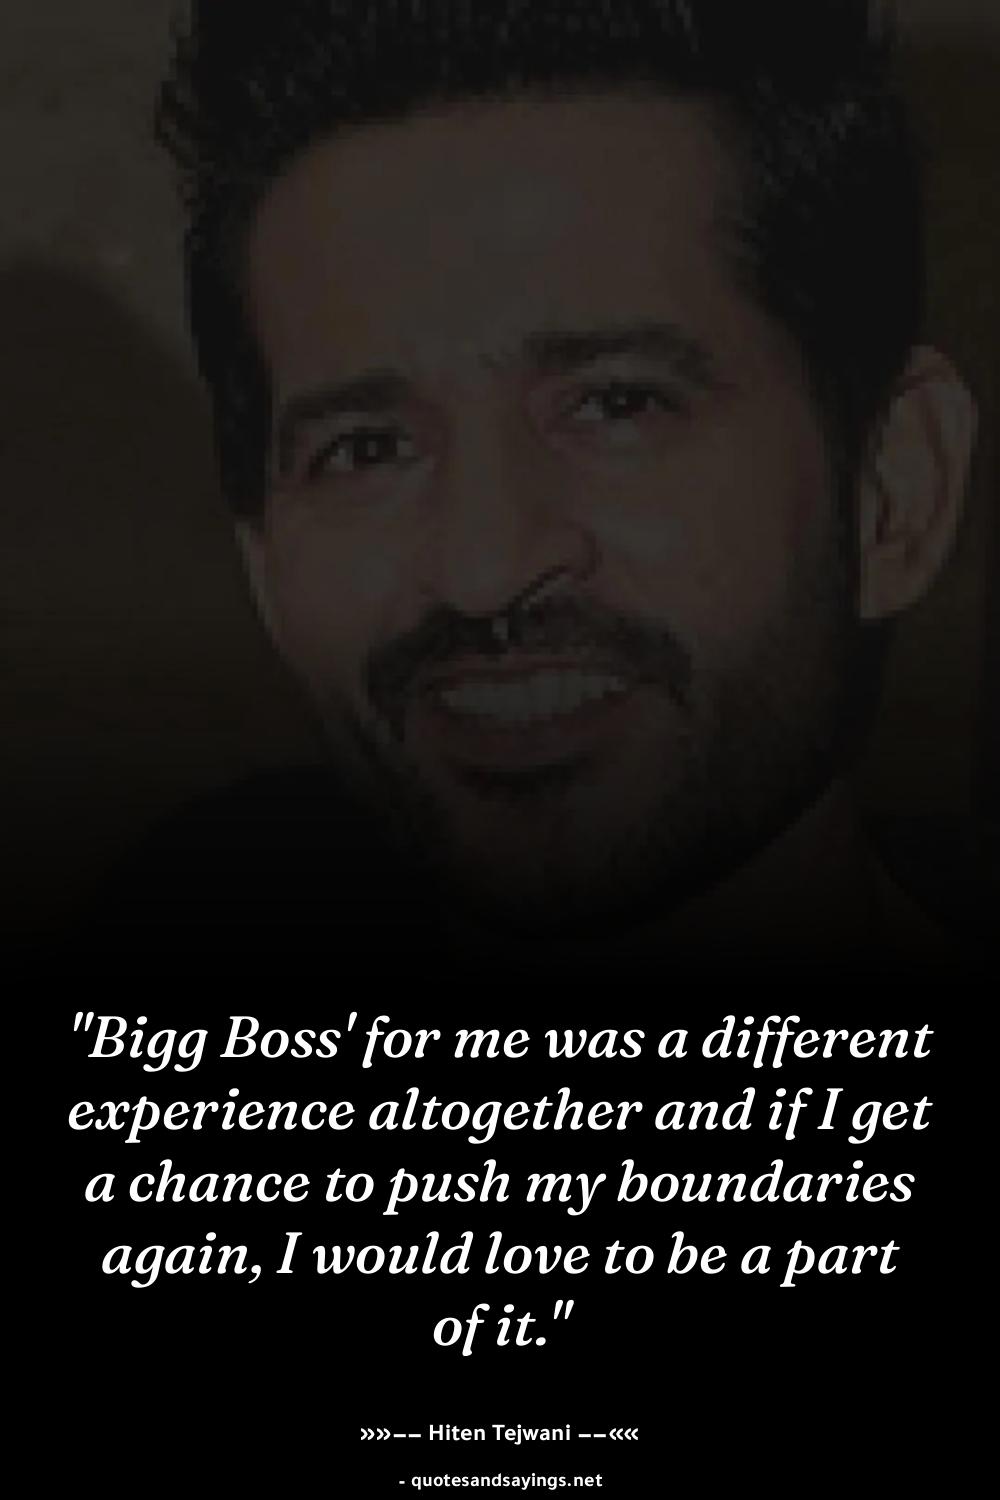 "Bigg Boss' for me was a different
experience altogether and if I get
a chance to push my boundaries
again, I would love to be a part
of it."
»»–– Hiten Tejwani ––««
- quotesandsayings.net